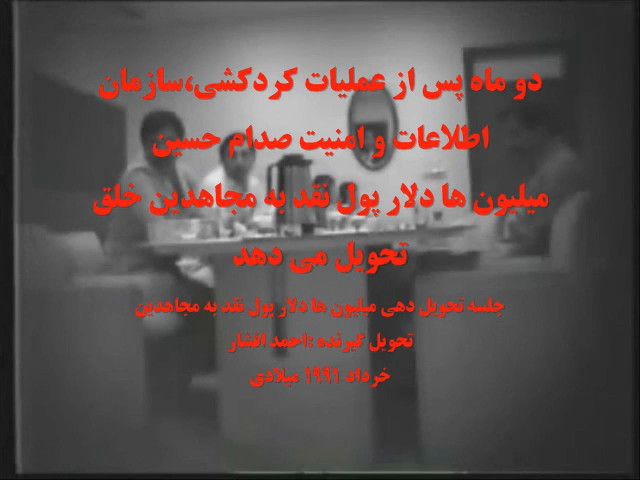 دو ماه پس از عملیات کردکشی،سازمان
اطلاعات و امنیت صدام حسین
میلیون ها دلار پول نقد به مجاهدین خلق
تحویل می دهد
جلسه تحویل دهی میلیون ها دلار پول نقد به مجاهدین
تحویل گیرنده :احمد افشار
خرداد ۱۹۹۱ میلادی